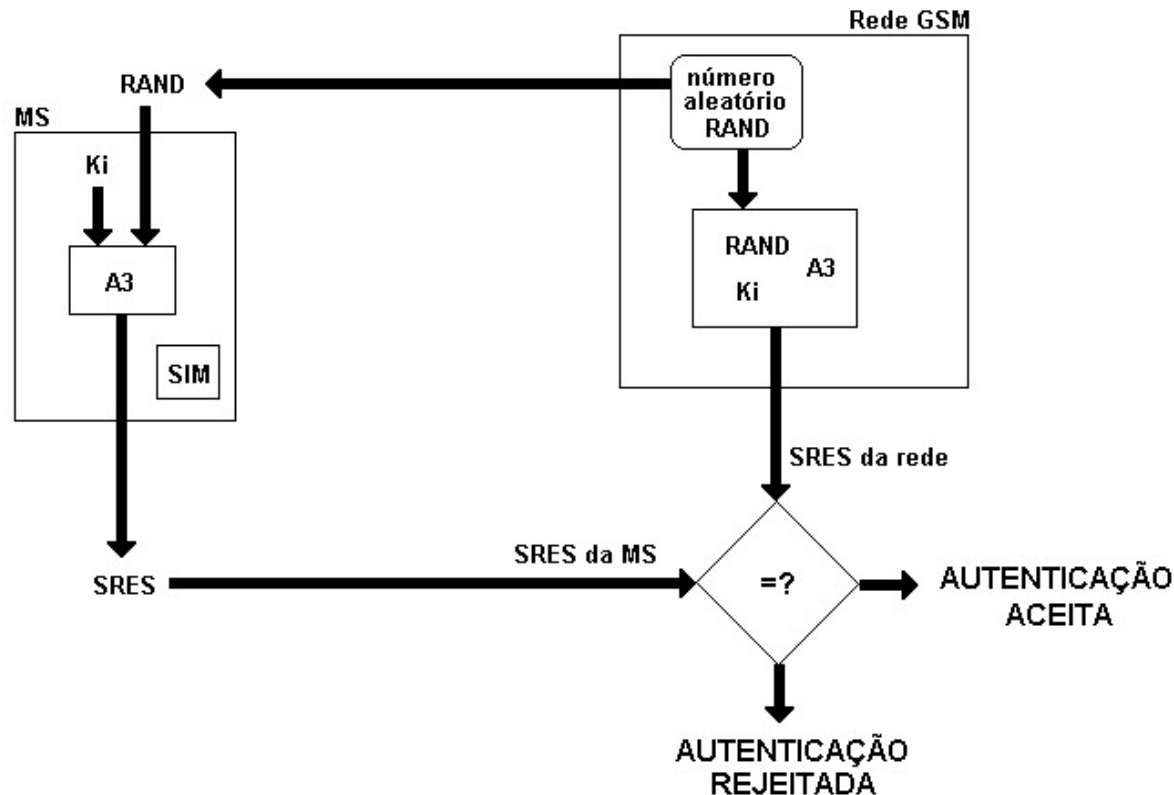 Rede GSM
número
aleatório
RAND
RAND
MS
Ki
A3
SIM
RAND
A3
Ki
SRES da rede
SRES
SRES da MS
=?
AUTENTICAÇÃO
ACEITA
AUTENTICAÇÃO
REJEITADA